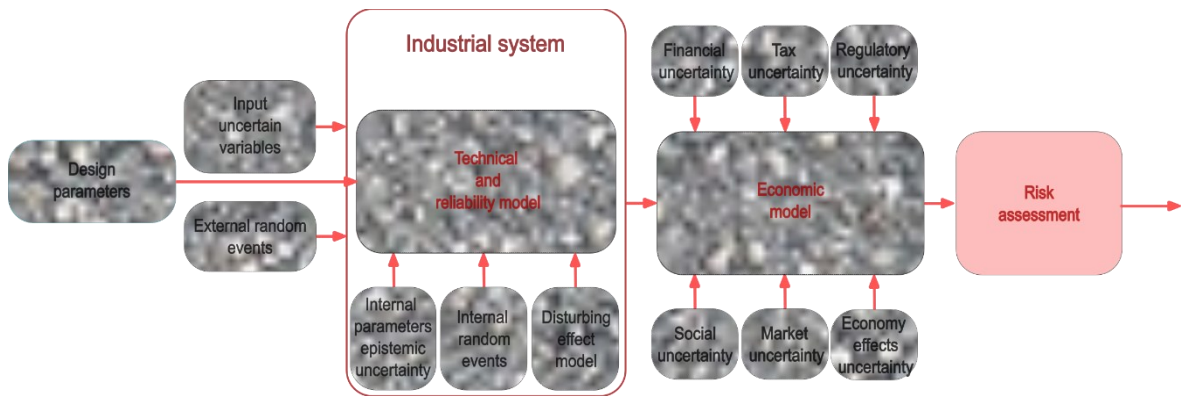 Industrial system
Financial
uncertainty
Tax
uncertainty
Regulatory
uncertainty
Input
uncertain
variables
Design
parameters
External random
events
Technical
and
reliability model
Economic
model
Risk
assessment
Internal
parameters
epistemic
uncertainty
Internal
random
events
Disturbing
effect
model
Social
uncertainty
Market
uncertainty
Economy
effects
uncertainty